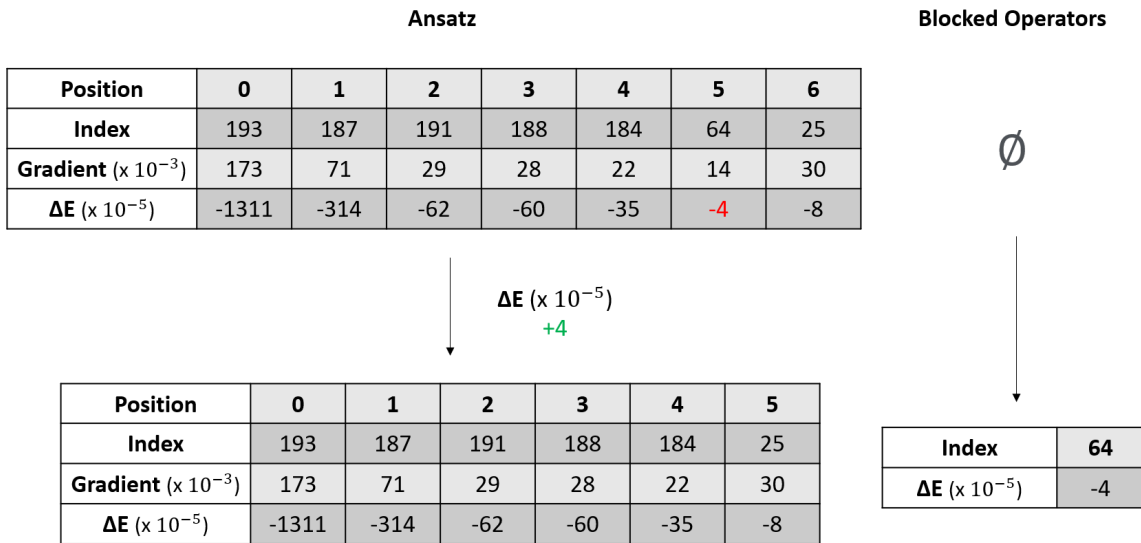 Ansatz Blocked Operators
Position 0 1 2 3 4 5 6
Index 193 187 191 188 184 64 25
Gradient (x 10⁻³) 173 71 29 28 22 14 30
ΔE (x 10⁻⁵) -1311 -314 -62 -60 -35 -4 -8
∅
ΔE (x 10⁻⁵)
+4
Position 0 1 2 3 4 5
Index 193 187 191 188 184 25
Gradient (x 10⁻³) 173 71 29 28 22 30
ΔE (x 10⁻⁵) -1311 -314 -62 -60 -35 -8
Index 64
ΔE (x 10⁻⁵) -4